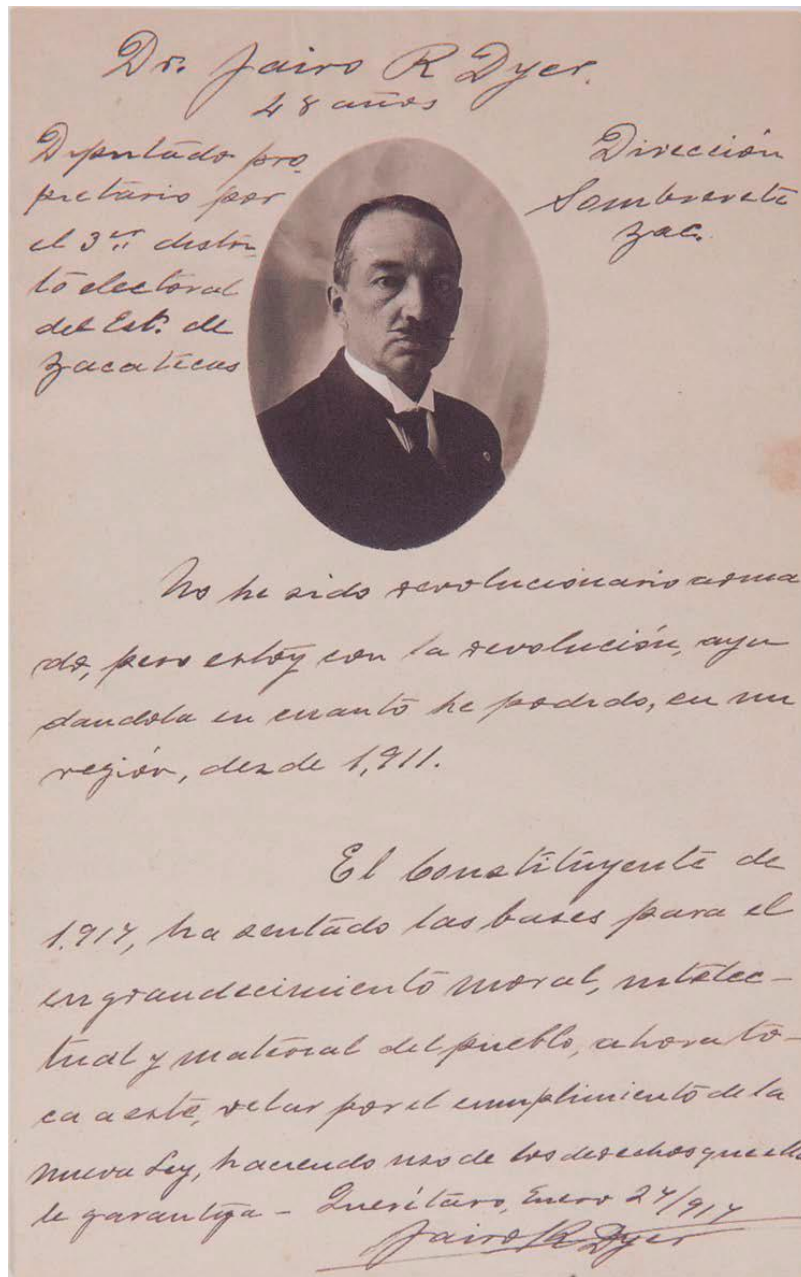 Dr. Jairo R Dyer.
48 años
Diputado pro
pietario por
el 3er distri
to electoral
del Est. de
Zacatecas
Dirección
Sombrerete
Zac.
No he sido revolucionario arma
do, pero estoy con la revolución, ayu
dandola en cuanto he podido, en mi
región, desde 1,911.
El Constituyente de
1.917, ha sentado las bases para el
engrandecimiento moral, intelec-
tual y material del pueblo, ahora to-
ca a este, velar por el cumplimiento de la
nueva Ley, haciendo uso de los derechos que ella
le garantiza - Querétaro, Enero 27/917
Jairo R Dyer